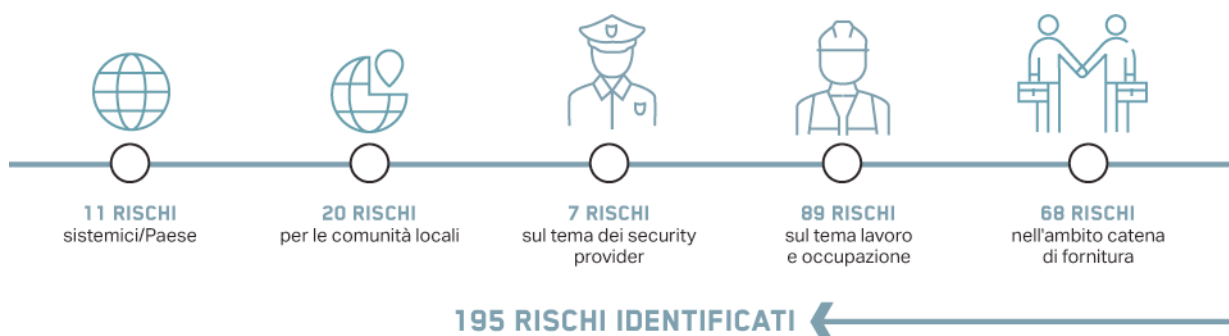 11 RISCHI
sistemici/Paese
20 RISCHI
per le comunità locali
7 RISCHI
sul tema dei security
provider
89 RISCHI
sul tema lavoro
e occupazione
68 RISCHI
nell'ambito catena
di fornitura
195 RISCHI IDENTIFICATI